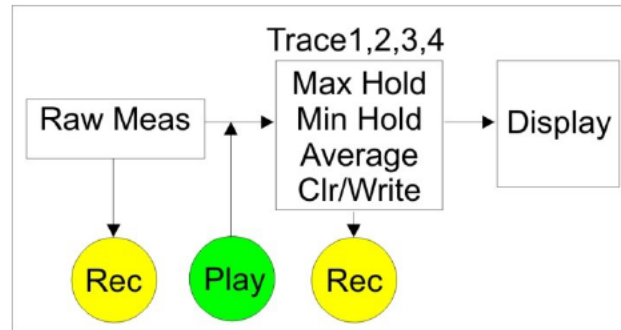 Trace1,2,3,4
Raw Meas
Max Hold
Min Hold
Average
Clr/Write
Display
Rec
Play
Rec